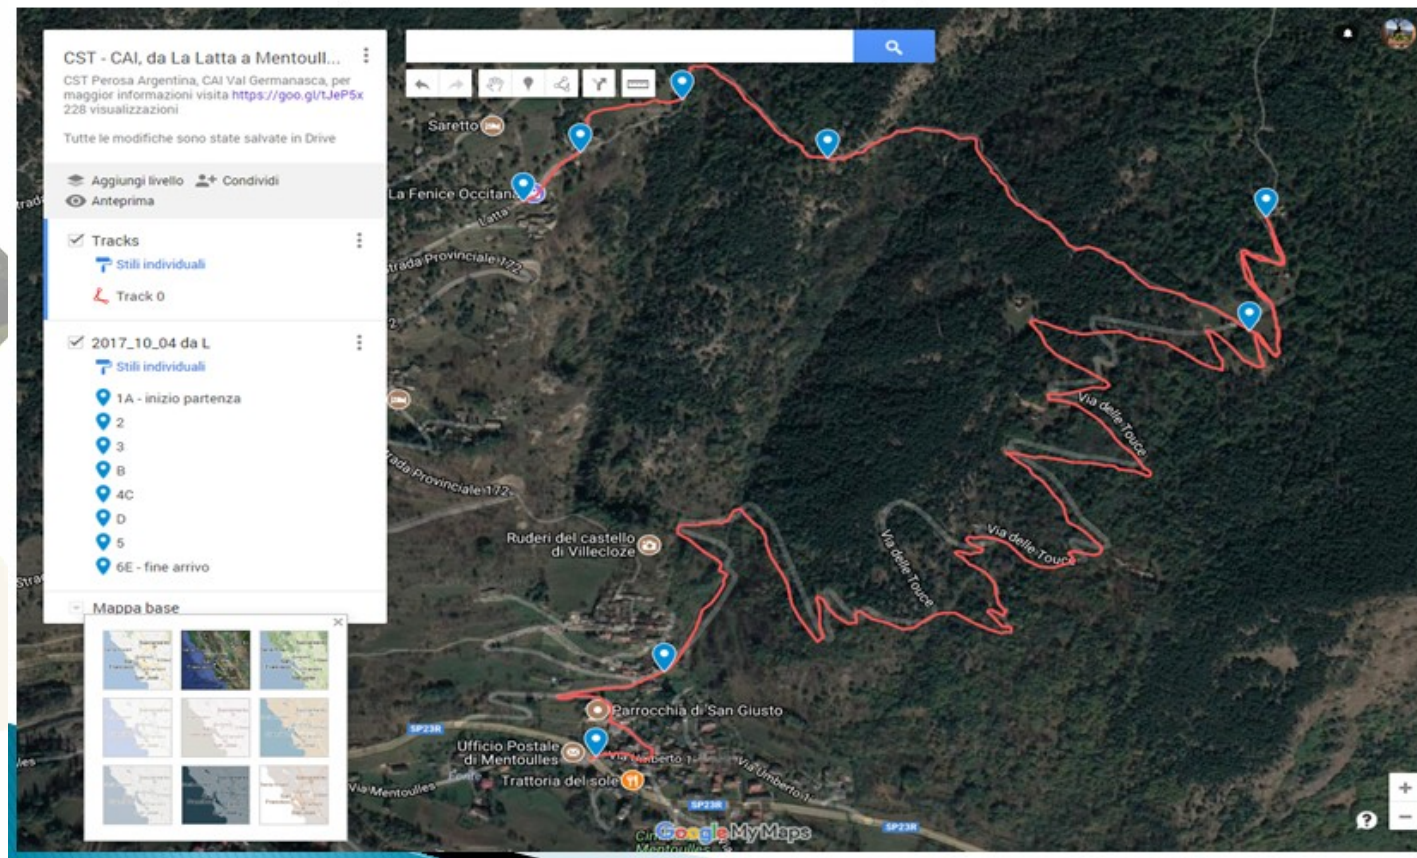 CST - CAI, da La Latta a Mentoull...
CST Perosa Argentina, CAI Val Germanasca, per
maggior informazioni visita https://goo.gl/tJeP5x
228 visualizzazioni
Tutte le modifiche sono state salvate in Drive
Aggiungi livello
Condividi
Anteprima
Tracks
Stili individuali
Track 0
2017_10_04 da L
Stili individuali
1A - inizio partenza
2
3
B
4C
D
5
6E - fine arrivo
Mappa base
Saretto
La Fenice Occitana
L'atta
Strada Provinciale 172
Strada Provinciale 172
Ruderi del castello
di Villecloze
Via delle Touce
Via delle Touce
Via delle Touce
Parrocchia di San Giusto
SP23R
Ufficio Postale
di Mentoulles
Via Umberto 1
Via Umberto 1
Trattoria del sole
Via Mentoulles
Fonte
SP23R
SP23R
Google My Maps
Mentoulles